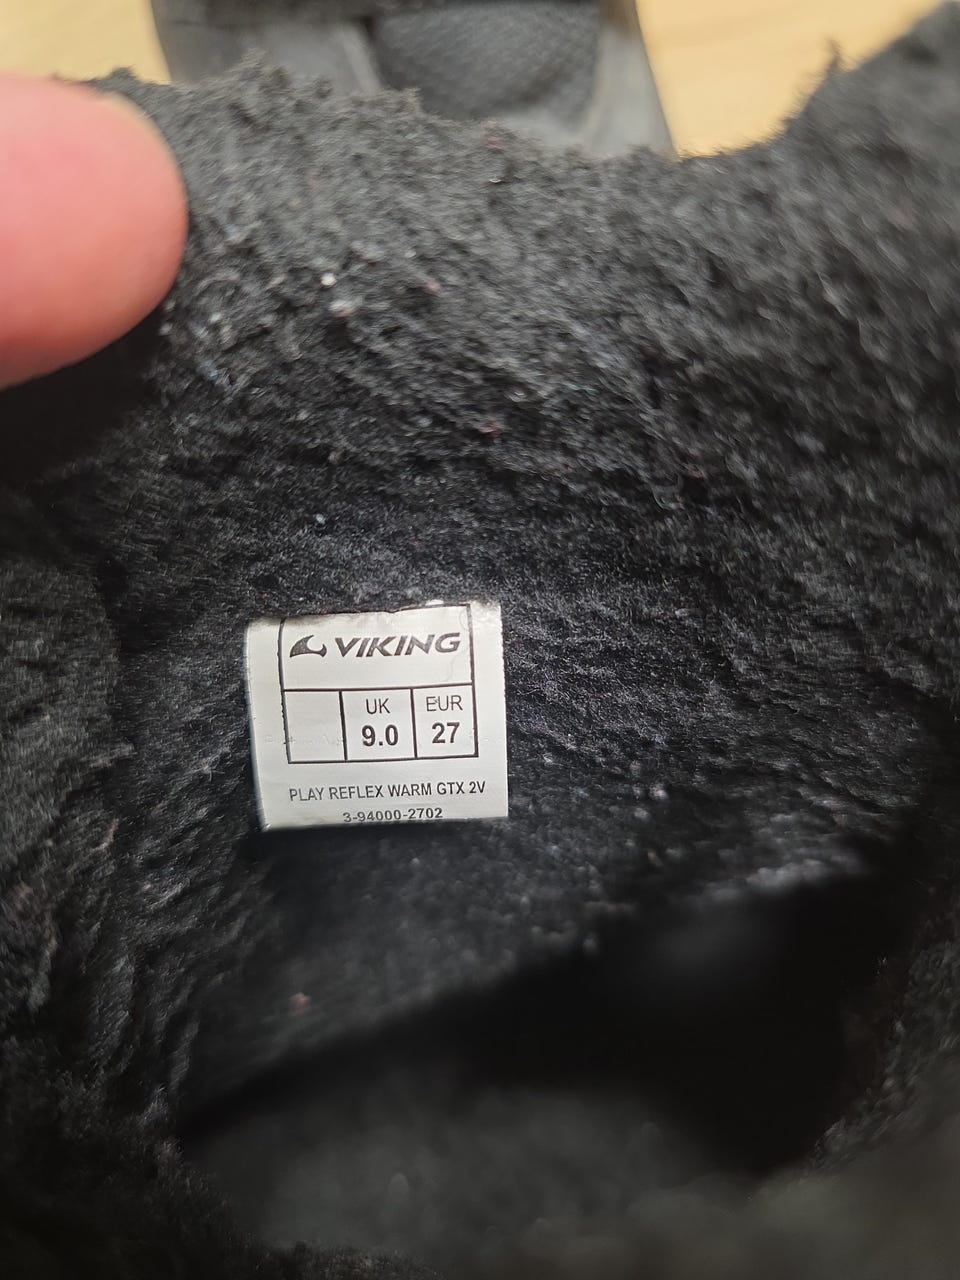 VIKING
UK EUR
9.0 27
PLAY REFLEX WARM GTX 2V
3-94000-2702